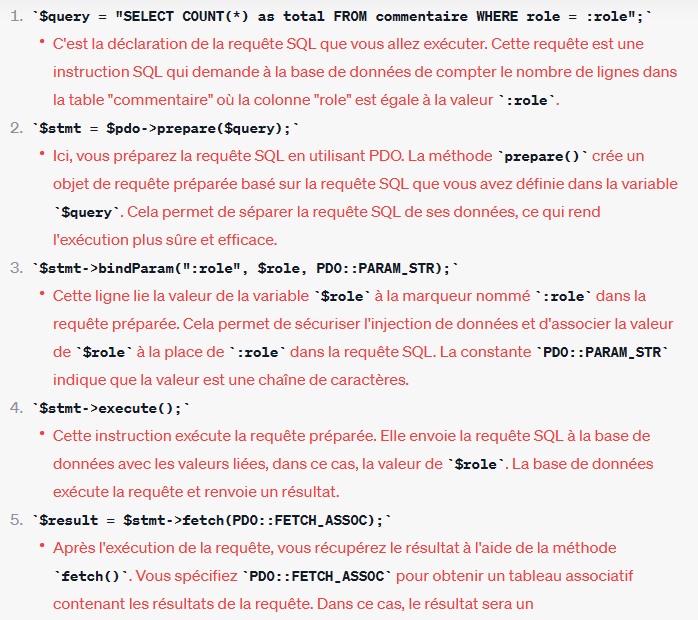 1. `$query = "SELECT COUNT(*) as total FROM commentaire WHERE role = :role";`
• C'est la déclaration de la requête SQL que vous allez exécuter. Cette requête est une
instruction SQL qui demande à la base de données de compter le nombre de lignes dans
la table "commentaire" où la colonne "role" est égale à la valeur `:role`.
2. `$stmt = $pdo->prepare($query);`
• Ici, vous préparez la requête SQL en utilisant PDO. La méthode `prepare()` crée un
objet de requête préparée basé sur la requête SQL que vous avez définie dans la variable
`$query`. Cela permet de séparer la requête SQL de ses données, ce qui rend
l'exécution plus sûre et efficace.
3. `$stmt->bindParam(":role", $role, PDO::PARAM_STR);`
• Cette ligne lie la valeur de la variable `$role` à la marqueur nommé `:role` dans la
requête préparée. Cela permet de sécuriser l'injection de données et d'associer la valeur
de `$role` à la place de `:role` dans la requête SQL. La constante `PDO::PARAM_STR`
indique que la valeur est une chaîne de caractères.
4. `$stmt->execute();`
• Cette instruction exécute la requête préparée. Elle envoie la requête SQL à la base de
données avec les valeurs liées, dans ce cas, la valeur de `$role`. La base de données
exécute la requête et renvoie un résultat.
5. `$result = $stmt->fetch(PDO::FETCH_ASSOC);`
• Après l'exécution de la requête, vous récupérez le résultat à l'aide de la méthode
`fetch()`. Vous spécifiez `PDO::FETCH_ASSOC` pour obtenir un tableau associatif
contenant les résultats de la requête. Dans ce cas, le résultat sera un